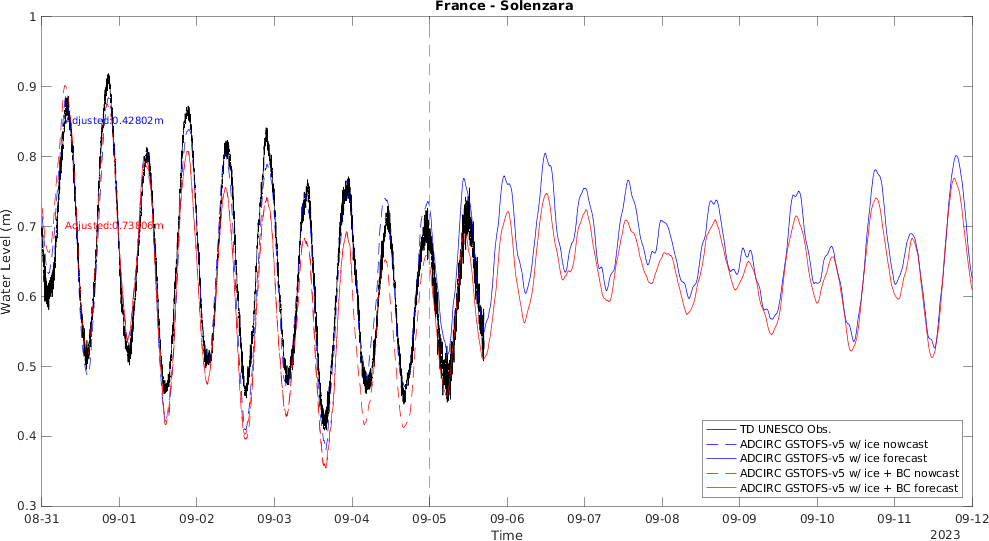 France - Solenzara
1
0.9
0.8
0.7
0.6
0.5
0.4
0.3
Water Level (m)
Adjusted:0.42802m
Adjusted:0.73806m
TD UNESCO Obs.
ADCIRC GSTOFS-v5 w/ ice nowcast
ADCIRC GSTOFS-v5 w/ ice forecast
ADCIRC GSTOFS-v5 w/ ice + BC nowcast
ADCIRC GSTOFS-v5 w/ ice + BC forecast
08-31 09-01 09-02 09-03 09-04 09-05 09-06 09-07 09-08 09-09 09-10 09-11 09-12
Time
2023